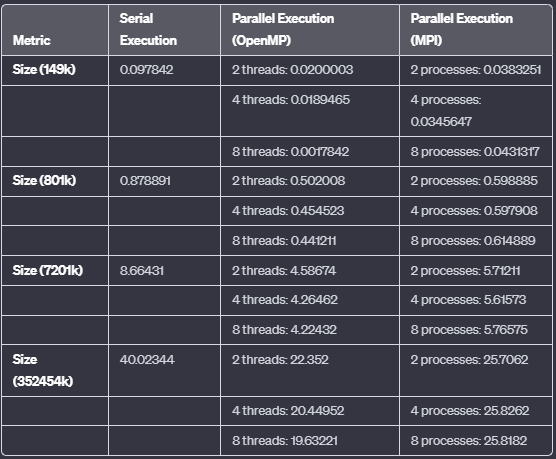 Metric Serial Execution Parallel Execution (OpenMP) Parallel Execution (MPI)
Size (149k) 0.097842 2 threads: 0.0200003 2 processes: 0.0383251
4 threads: 0.0189465 4 processes: 0.0345647
8 threads: 0.0017842 8 processes: 0.0431317
Size (801k) 0.878891 2 threads: 0.502008 2 processes: 0.598885
4 threads: 0.454523 4 processes: 0.597908
8 threads: 0.441211 8 processes: 0.614889
Size (7201k) 8.66431 2 threads: 4.58674 2 processes: 5.71211
4 threads: 4.26462 4 processes: 5.61573
8 threads: 4.22432 8 processes: 5.76575
Size (352454k) 40.02344 2 threads: 22.352 2 processes: 25.7062
4 threads: 20.44952 4 processes: 25.8262
8 threads: 19.63221 8 processes: 25.8182